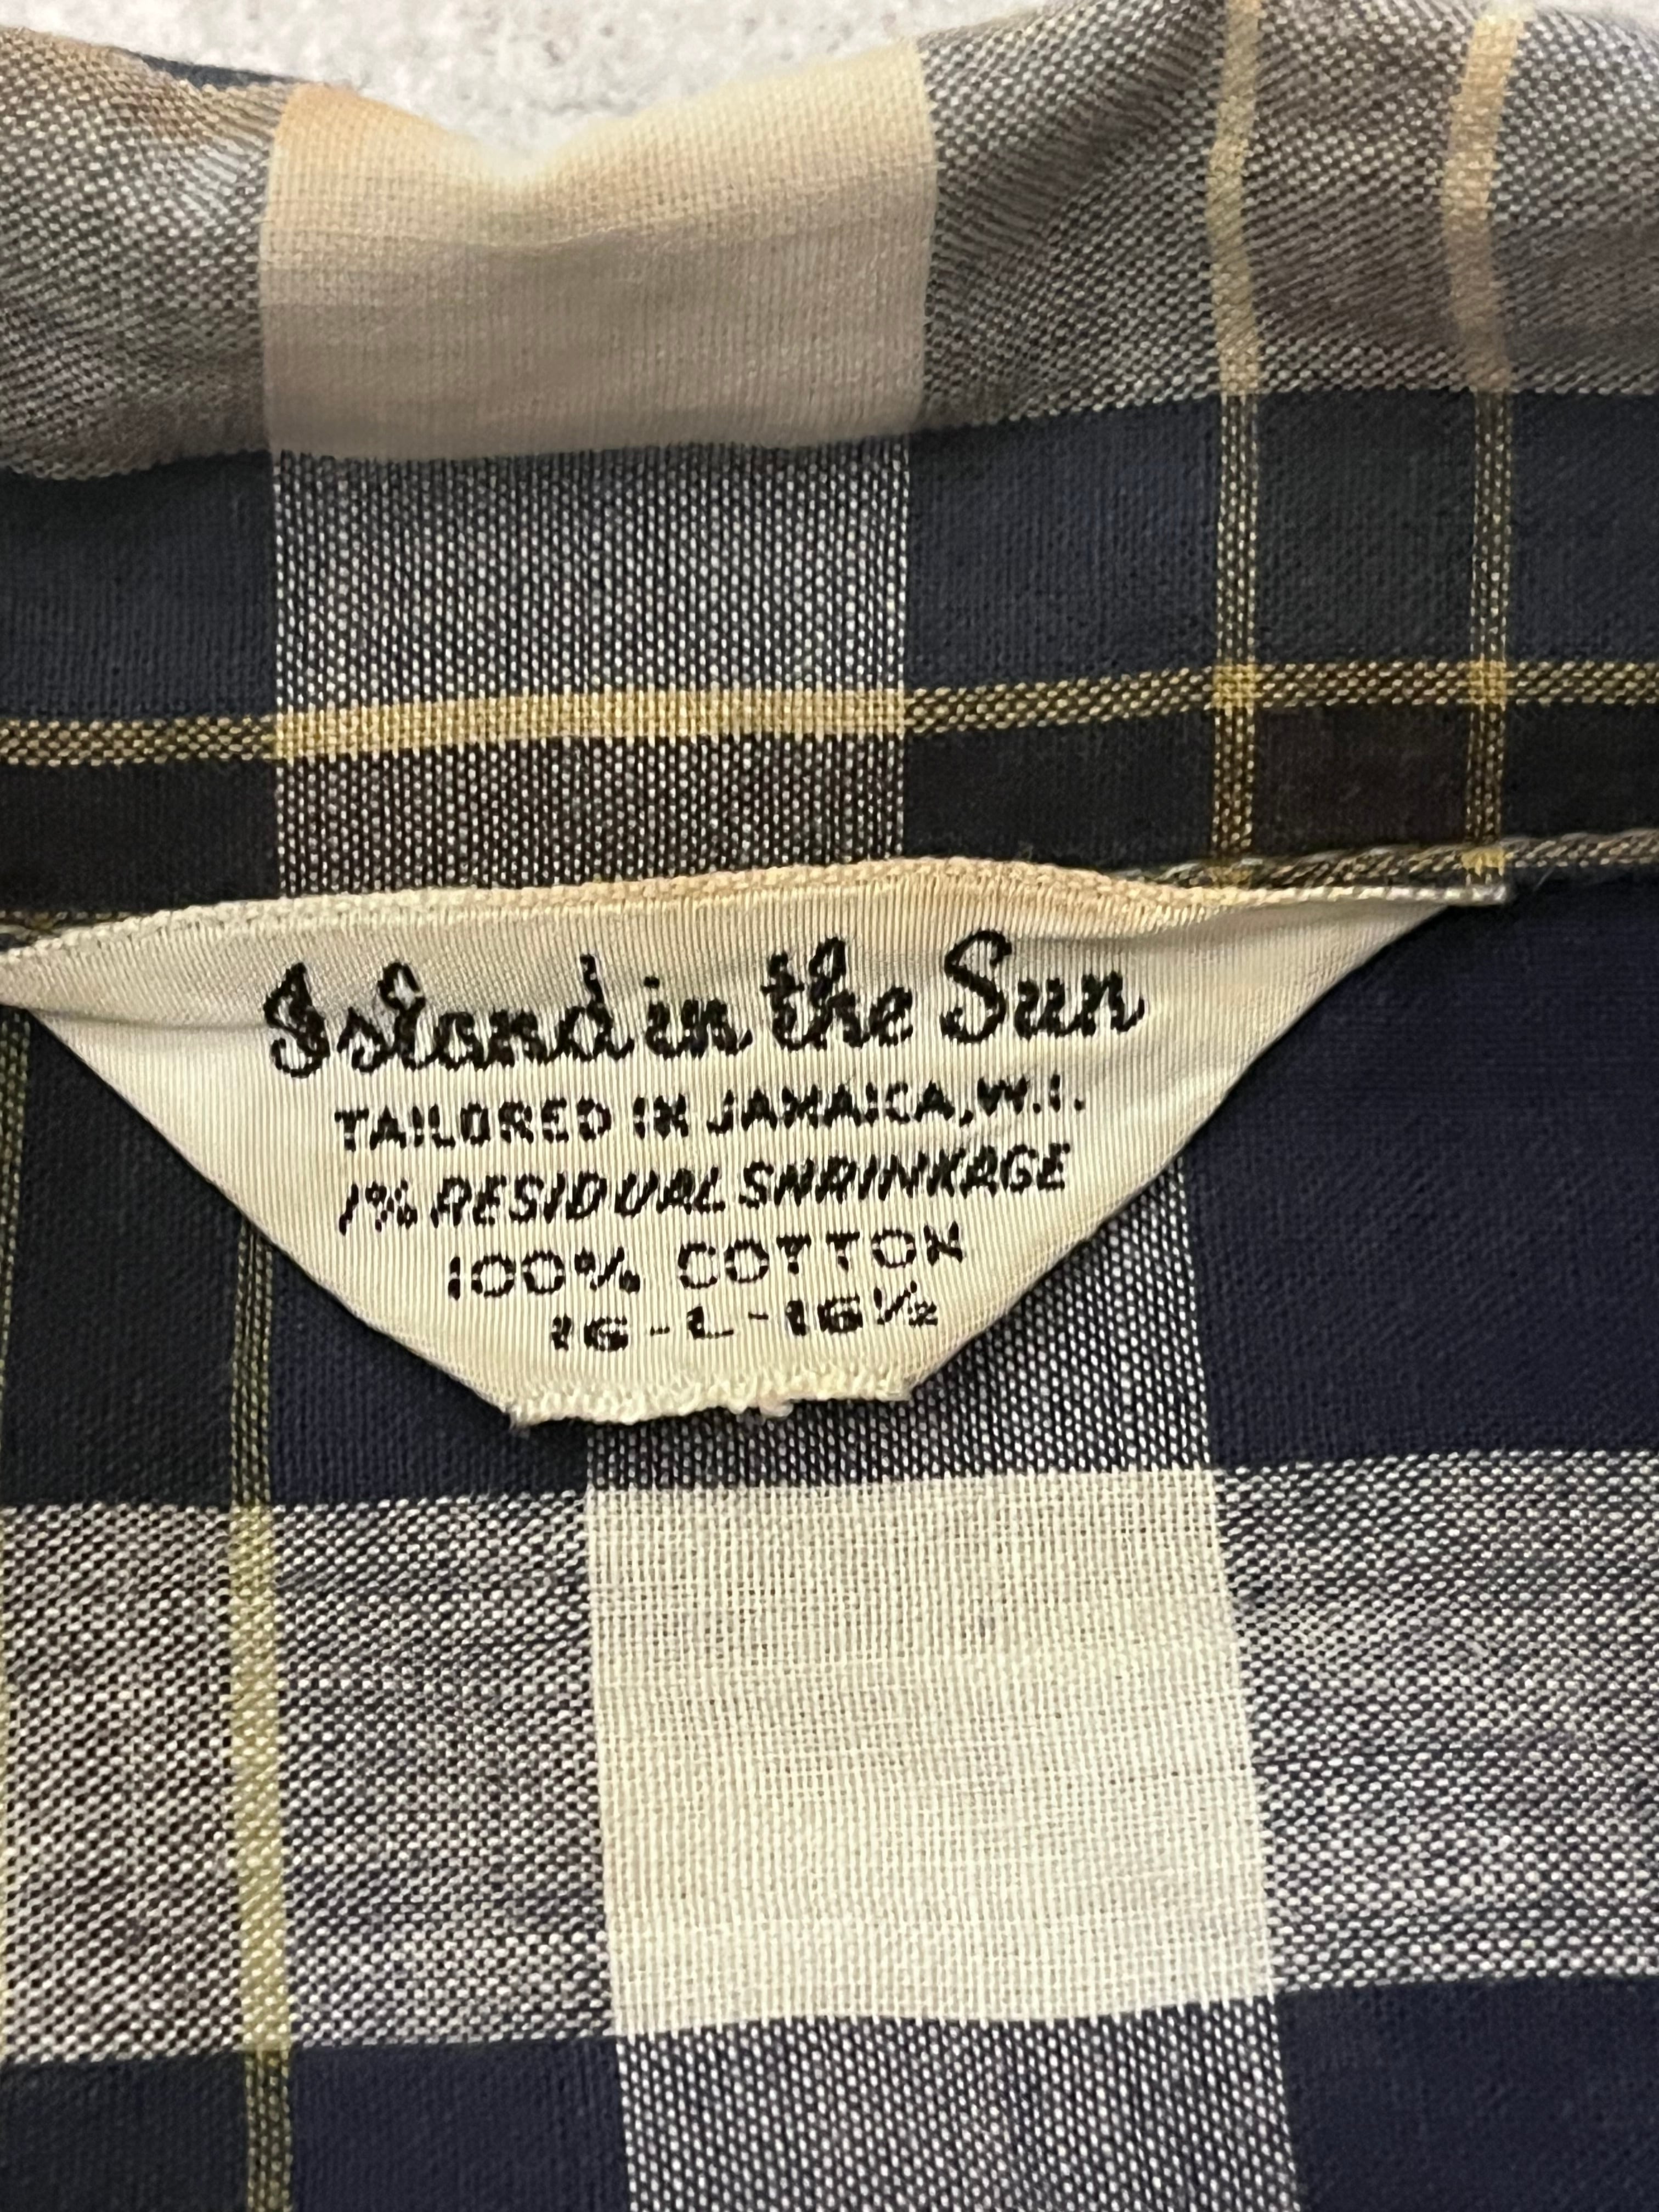 Island in the Sun
TAILORED IN JAMAICA, W.I.
1% RESIDUAL SHRINKAGE
100% COTTON
16-L-16½